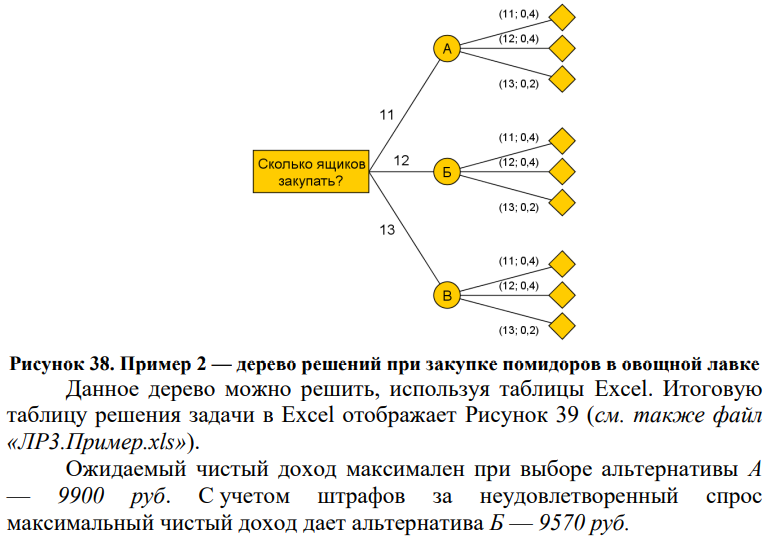 (11; 0,4)
(12; 0,4)
А
(13; 0,2)
11
(11; 0,4)
Сколько ящиков
закупать?
12
(12; 0,4)
Б
(13; 0,2)
13
(11; 0,4)
(12; 0,4)
В
(13; 0,2)
Рисунок 38. Пример 2 — дерево решений при закупке помидоров в овощной лавке
Данное дерево можно решить, используя таблицы Excel. Итоговую
таблицу решения задачи в Excel отображает Рисунок 39 (см. также файл
«ЛР3.Пример.xls»).
Ожидаемый чистый доход максимален при выборе альтернативы А
— 9900 руб. С учетом штрафов за неудовлетворенный спрос
максимальный чистый доход дает альтернатива Б — 9570 руб.